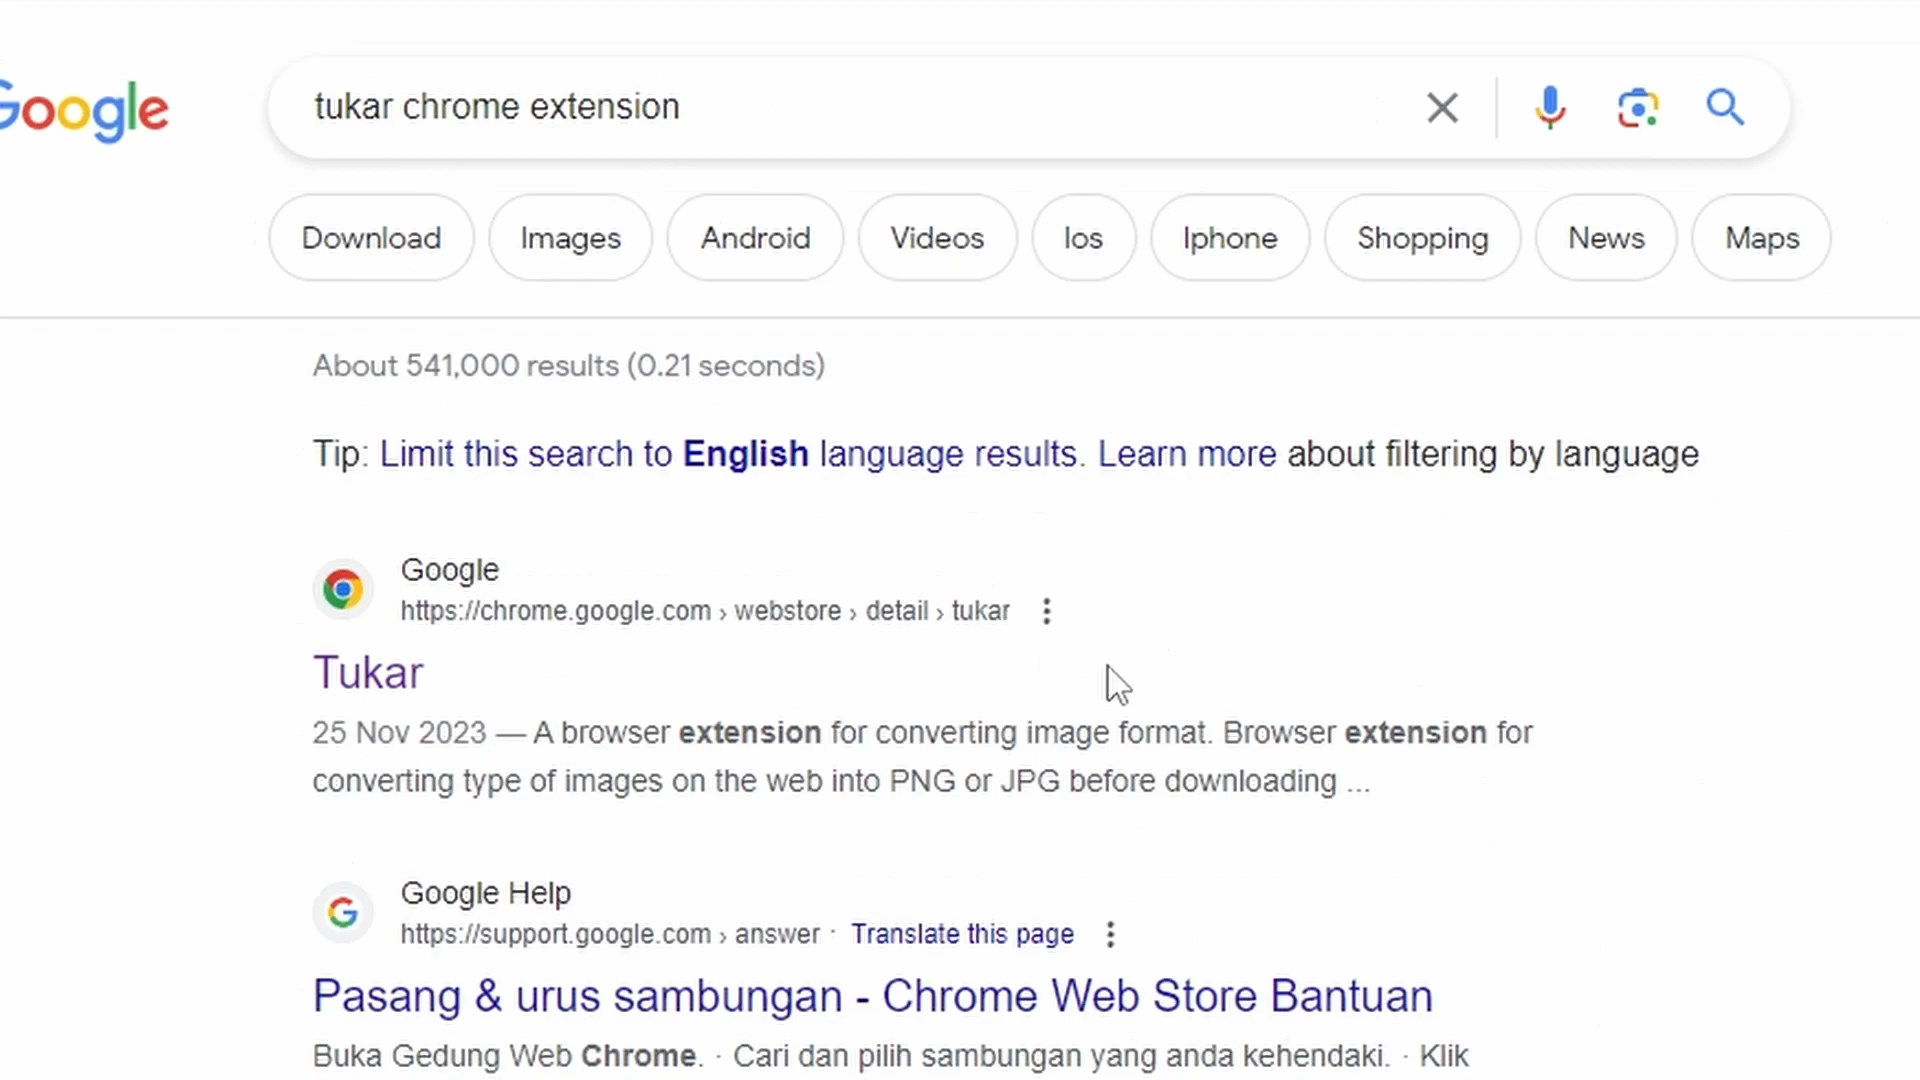 Google
tukar chrome extension
Download Images Android Videos Ios Iphone Shopping News Maps
About 541,000 results (0.21 seconds)
Tip: Limit this search to English language results. Learn more about filtering by language
Google
https://chrome.google.com › webstore › detail › tukar
Tukar
25 Nov 2023 — A browser extension for converting image format. Browser extension for
converting type of images on the web into PNG or JPG before downloading ...
Google Help
https://support.google.com › answer · Translate this page
Pasang & urus sambungan - Chrome Web Store Bantuan
Buka Gedung Web Chrome. · Cari dan pilih sambungan yang anda kehendaki. · Klik